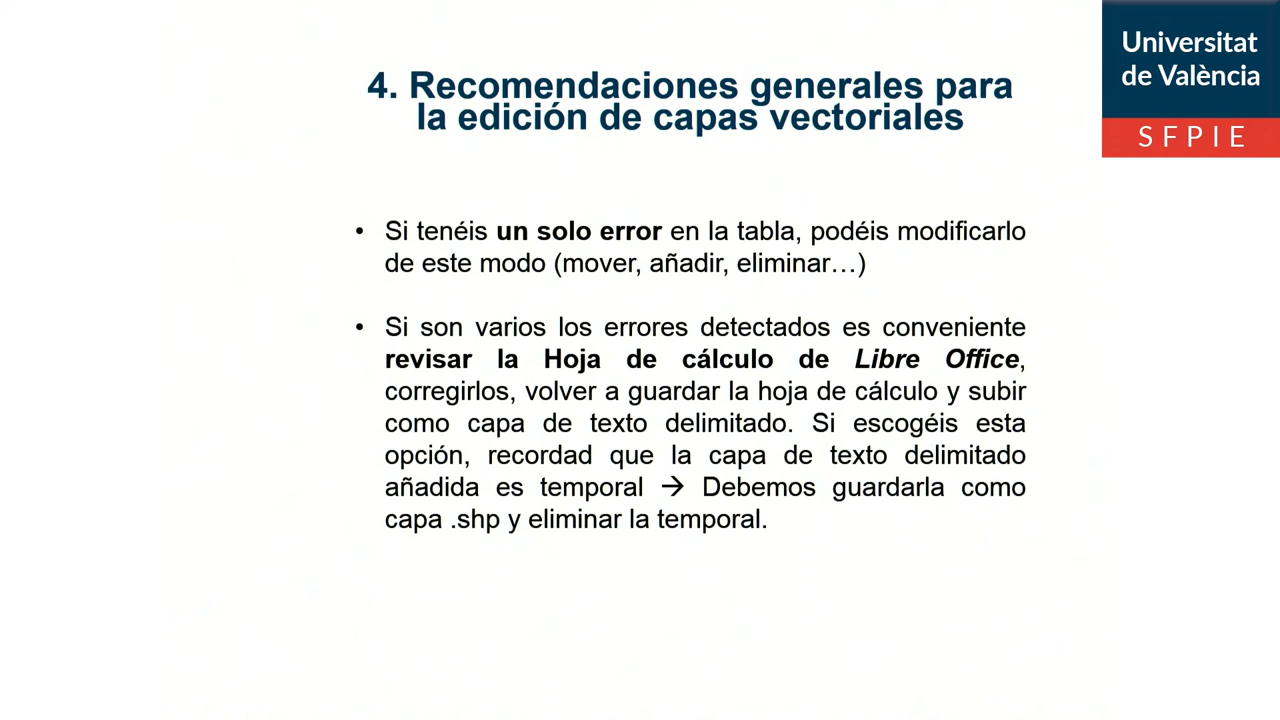 Universitat
de València
SFPIE
4. Recomendaciones generales para
la edición de capas vectoriales
• Si tenéis un solo error en la tabla, podéis modificarlo
de este modo (mover, añadir, eliminar…)
• Si son varios los errores detectados es conveniente
revisar la Hoja de cálculo de Libre Office,
corregirlos, volver a guardar la hoja de cálculo y subir
como capa de texto delimitado. Si escogéis esta
opción, recordad que la capa de texto delimitado
añadida es temporal → Debemos guardarla como
capa .shp y eliminar la temporal.